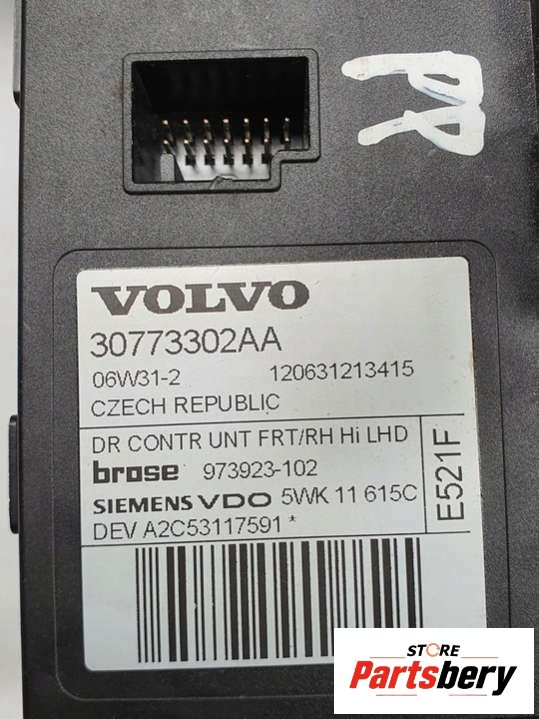 PP
VOLVO
30773302AA
06W31-2 120631213415
CZECH REPUBLIC
DR CONTR UNT FRT/RH Hi LHD
brose 973923-102
SIEMENS VDO 5WK 11 615C
DEV A2C53117591 *
E521F
STORE
Partsbery